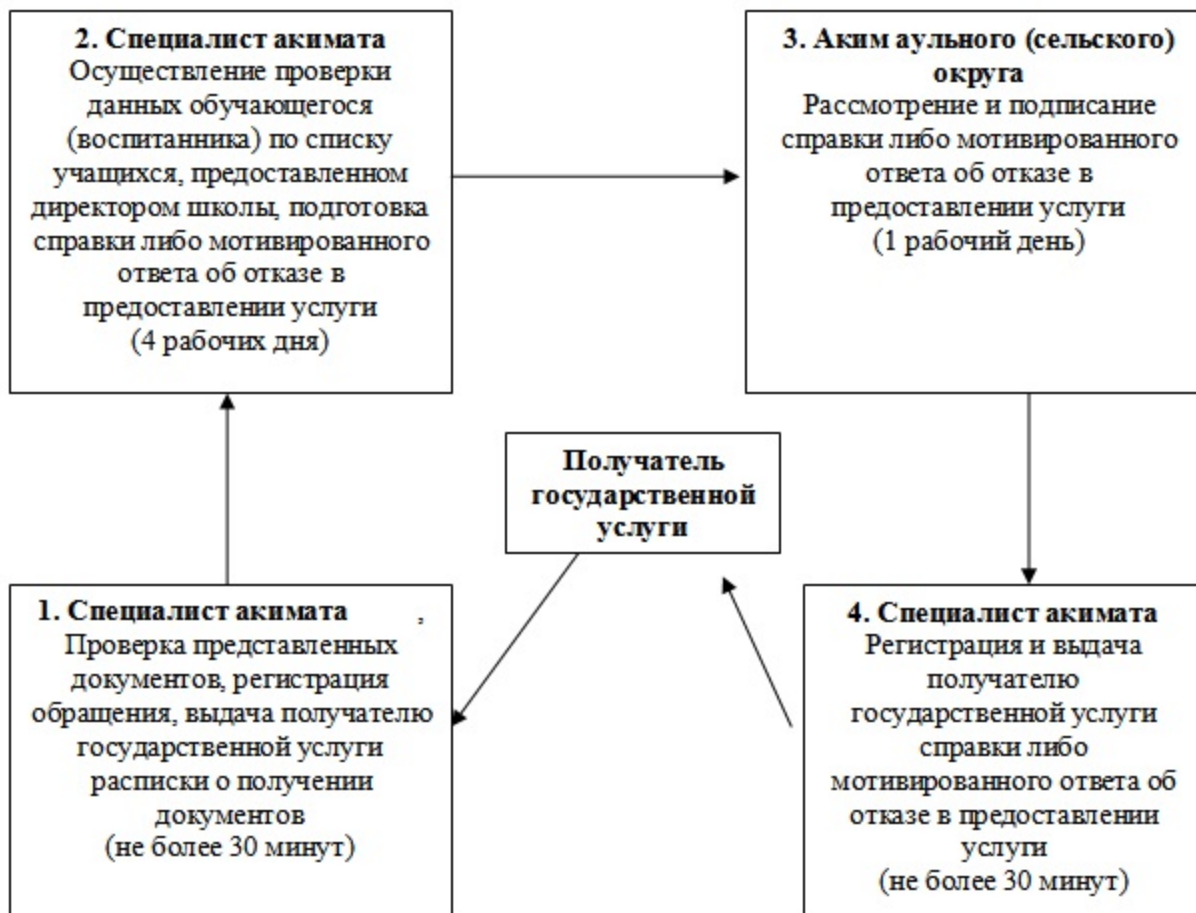 2. Специалист акимата
Осуществление проверки
данных обучающегося
(воспитанника) по списку
учащихся, предоставленном
директором школы, подготовка
справки либо мотивированного
ответа об отказе в
предоставлении услуги
(4 рабочих дня)
3. Аким аульного (сельского)
округа
Рассмотрение и подписание
справки либо мотивированного
ответа об отказе в
предоставлении услуги
(1 рабочий день)
Получатель
государственной
услуги
1. Специалист акимата ,
Проверка представленных
документов, регистрация
обращения, выдача получателю
государственной услуги
расписки о получении
документов
(не более 30 минут)
4. Специалист акимата
Регистрация и выдача
получателю
государственной услуги
справки либо
мотивированного ответа об
отказе в предоставлении
услуги
(не более 30 минут)